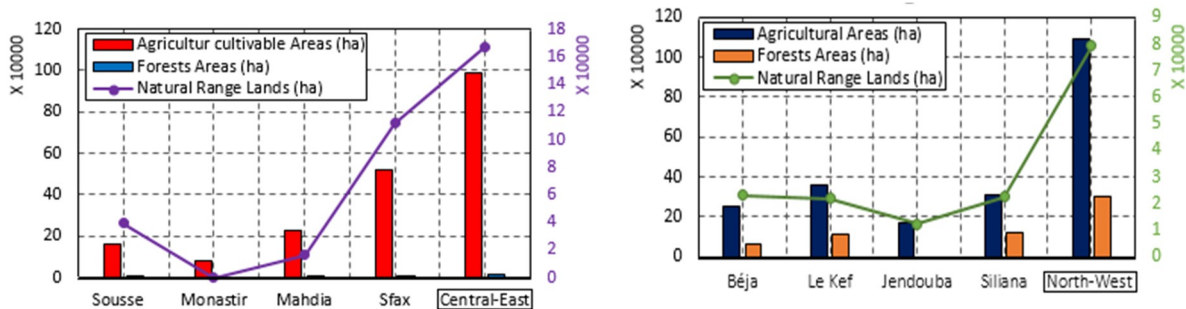 120
100
80
60
40
20
0
X 10000
Agricultur cultivable Areas (ha)
Forests Areas (ha)
Natural Range Lands (ha)
18
16
14
12
10
8
6
4
2
0
X 10000
Sousse Monastir Mahdia Sfax Central-East
120
100
80
60
40
20
0
X 10000
Agricultural Areas (ha)
Forests Areas (ha)
Natural Range Lands (ha)
9
8
7
6
5
4
3
2
1
0
X 10000
Béja Le Kef Jendouba Siliana North-West